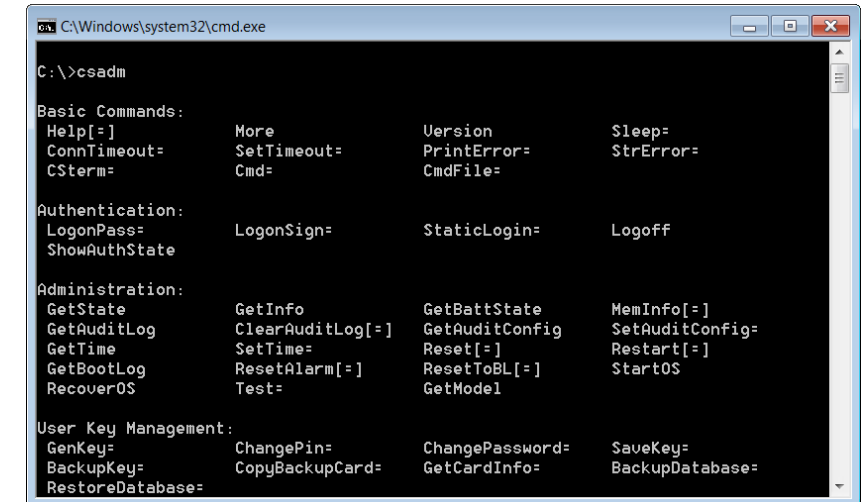 C:\Windows\system32\cmd.exe
C:\>csadm
Basic Commands:
Help[=] More Version Sleep=
ConnTimeout= SetTimeout= PrintError= StrError=
CSterm= Cmd= CmdFile=
Authentication:
LogonPass= LogonSign= StaticLogin= Logoff
ShowAuthState
Administration:
GetState GetInfo GetBattState MemInfo[=]
GetAuditLog ClearAuditLog[=] GetAuditConfig SetAuditConfig=
GetTime SetTime= Reset[=] Restart[=]
GetBootLog ResetAlarm[=] ResetToBL[=] StartOS
RecoverOS Test= GetModel
User Key Management:
GenKey= ChangePin= ChangePassword= SaveKey=
BackupKey= CopyBackupCard= GetCardInfo= BackupDatabase=
RestoreDatabase=